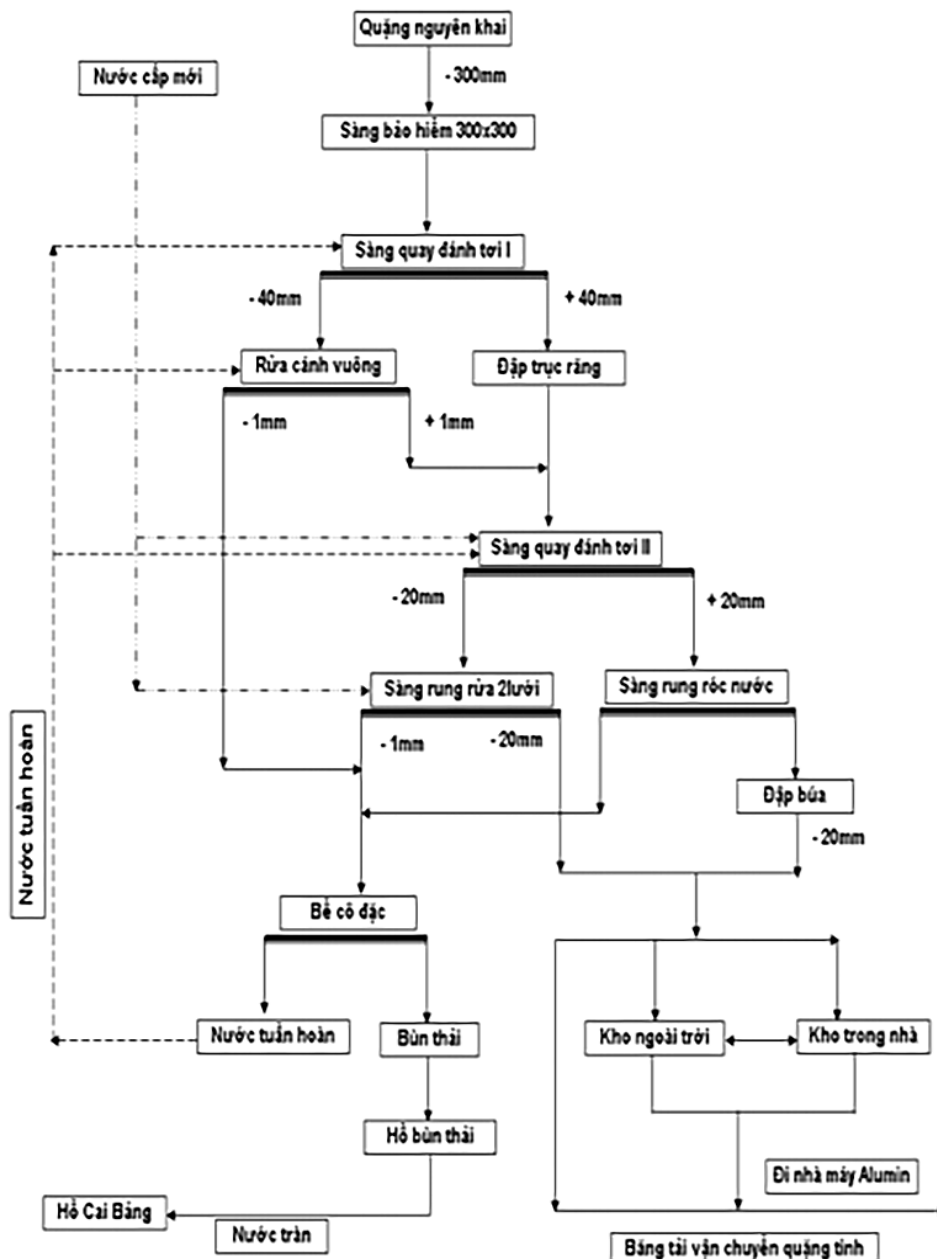 Quặng nguyên khai
Nước cấp mới
- 300mm
Sàng bảo hiểm 300x300
Sàng quay đánh tơi I
- 40mm
+ 40mm
Rửa cánh vuông
Đập trục răng
- 1mm
+ 1mm
Sàng quay đánh tơi II
- 20mm
+ 20mm
Sàng rung rửa 2lưới
Sàng rung róc nước
- 1mm
- 20mm
Đập búa
- 20mm
Nước tuần hoàn
Bể cô đặc
Nước tuần hoàn
Bùn thải
Kho ngoài trời
Kho trong nhà
Hồ bùn thải
Đi nhà máy Alumin
Hồ Cai Bảng
Nước tràn
Băng tải vận chuyển quặng tinh